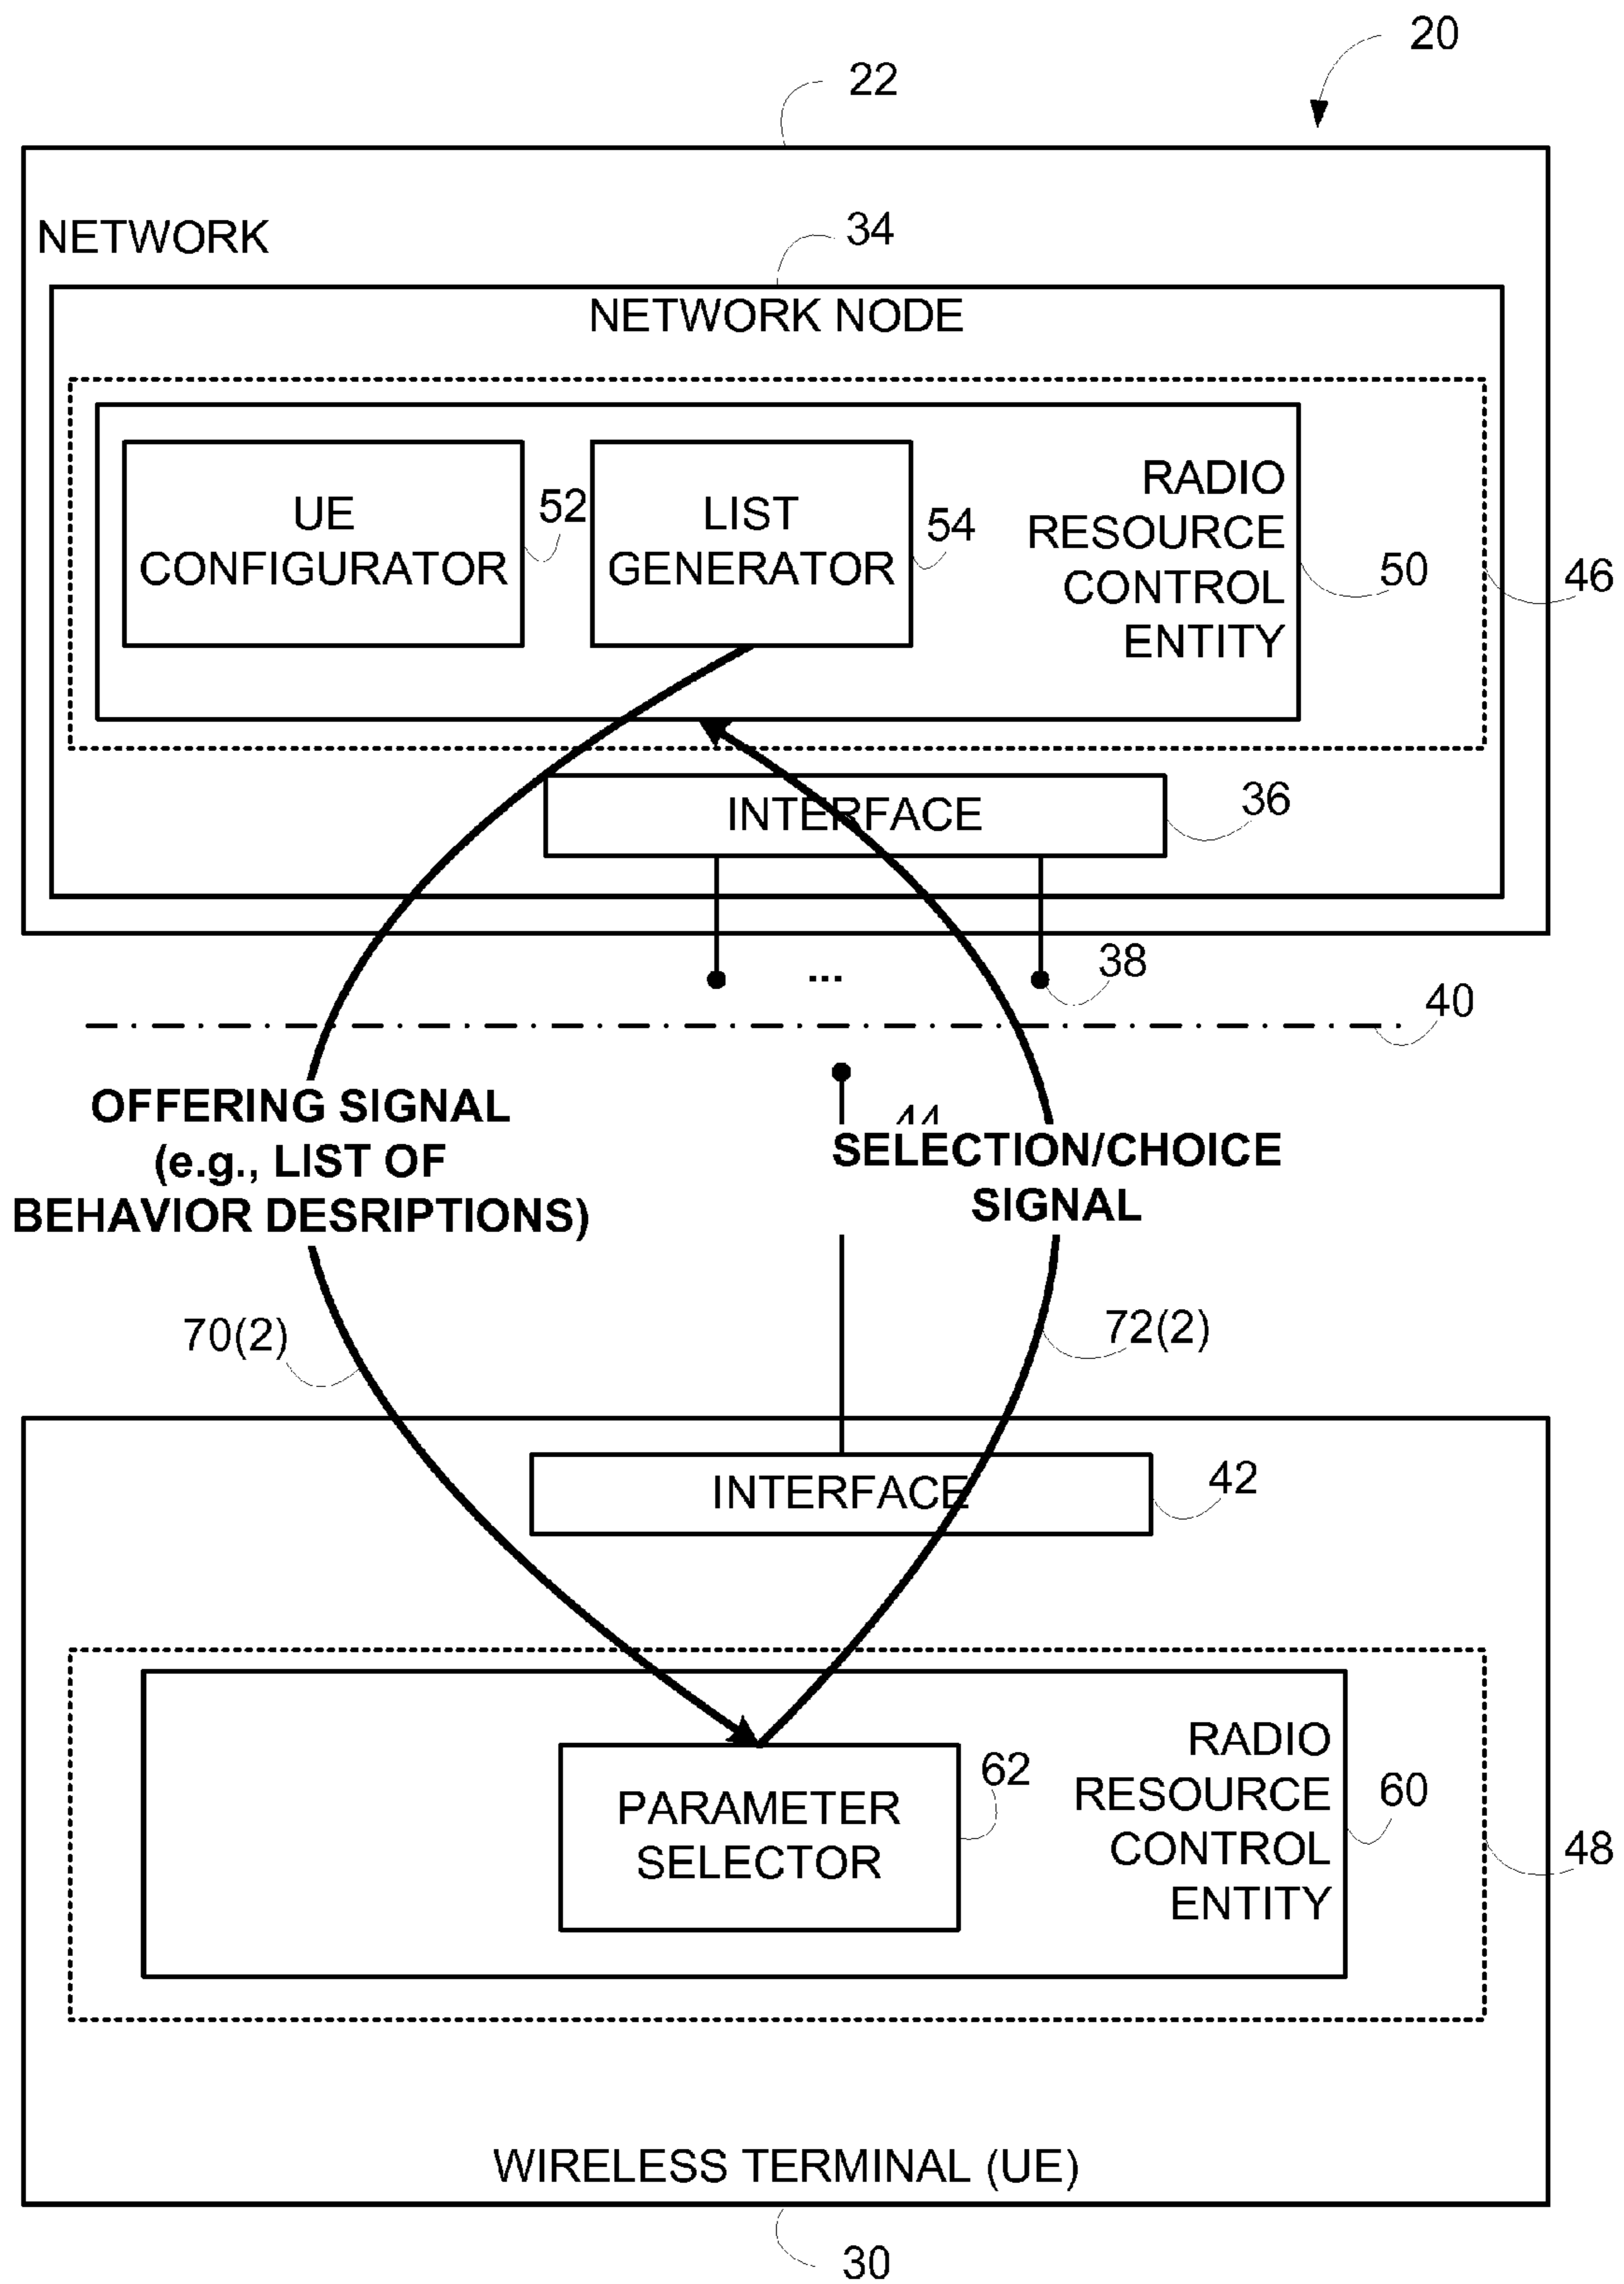 20
22
NETWORK
34
NETWORK NODE
UE
CONFIGURATOR
52
LIST
GENERATOR
54
RADIO
RESOURCE
CONTROL
ENTITY
50
46
INTERFACE
36
...
38
40
OFFERING SIGNAL
(e.g., LIST OF
BEHAVIOR DESRIPTIONS)
44
SELECTION/CHOICE
SIGNAL
70(2)
72(2)
INTERFACE
42
PARAMETER
SELECTOR
62
RADIO
RESOURCE
CONTROL
ENTITY
60
48
WIRELESS TERMINAL (UE)
30